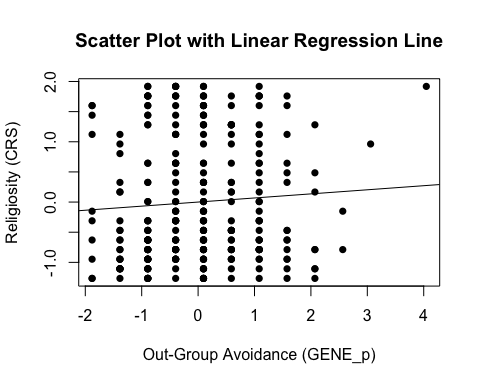 Scatter Plot with Linear Regression Line
Religiosity (CRS)
2.0
1.0
0.0
-1.0
-2 -1 0 1 2 3 4
Out-Group Avoidance (GENE_p)